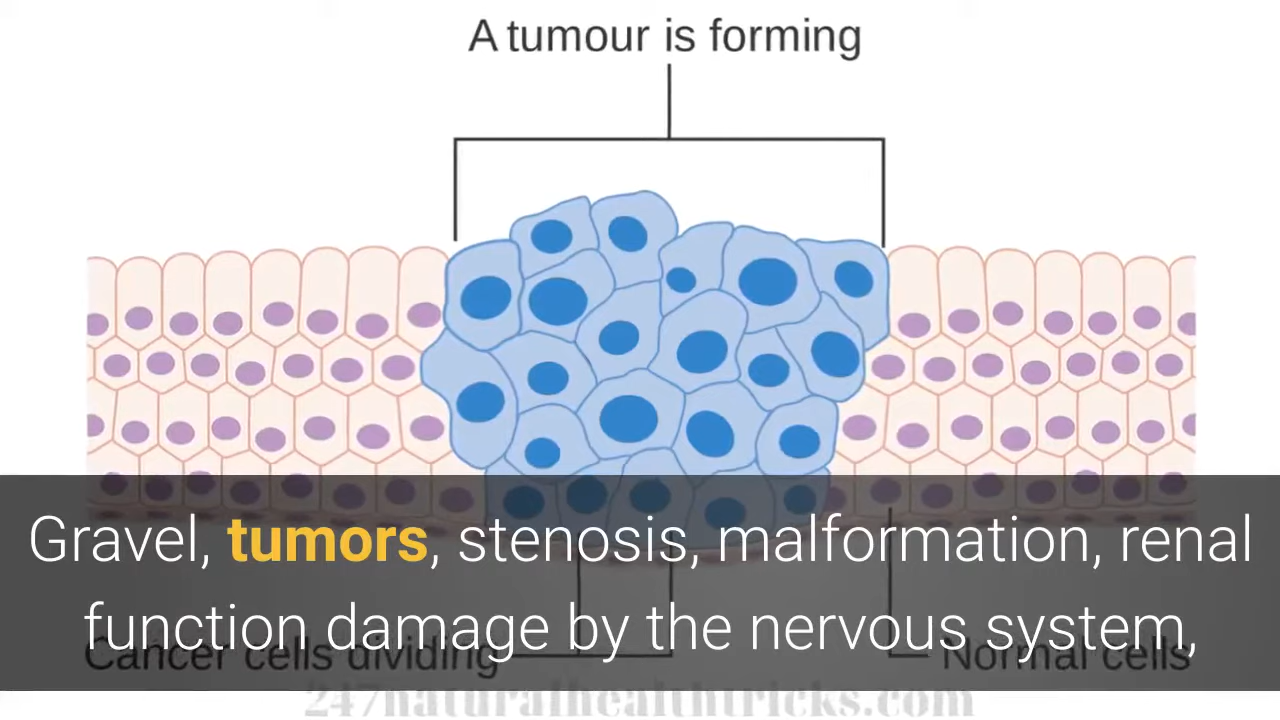 A tumour is forming
Gravel, tumors, stenosis, malformation, renal
function damage by the nervous system,
Cancer cells dividing
Normal cells
247naturalhealthtricks.com